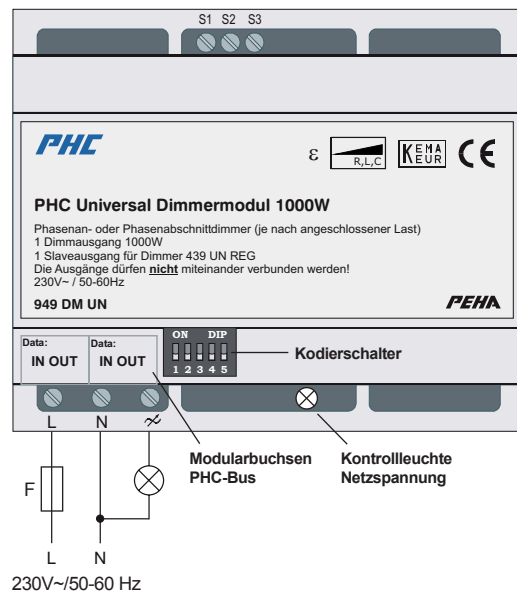 S1 S2 S3
PHC
ε
R,L,C
KEMA
EUR
CE
PHC Universal Dimmermodul 1000W
Phasenan- oder Phasenabschnittdimmer (je nach angeschlossener Last)
1 Dimmausgang 1000W
1 Slaveausgang für Dimmer 439 UN REG
Die Ausgänge dürfen nicht miteinander verbunden werden!
230V~ / 50-60Hz
949 DM UN
PEHA
Data:
IN OUT
Data:
IN OUT
ON DIP
1 2 3 4 5
Kodierschalter
L N
Modularbuchsen
PHC-Bus
Kontrollleuchte
Netzspannung
F
L N
230V~/50-60 Hz